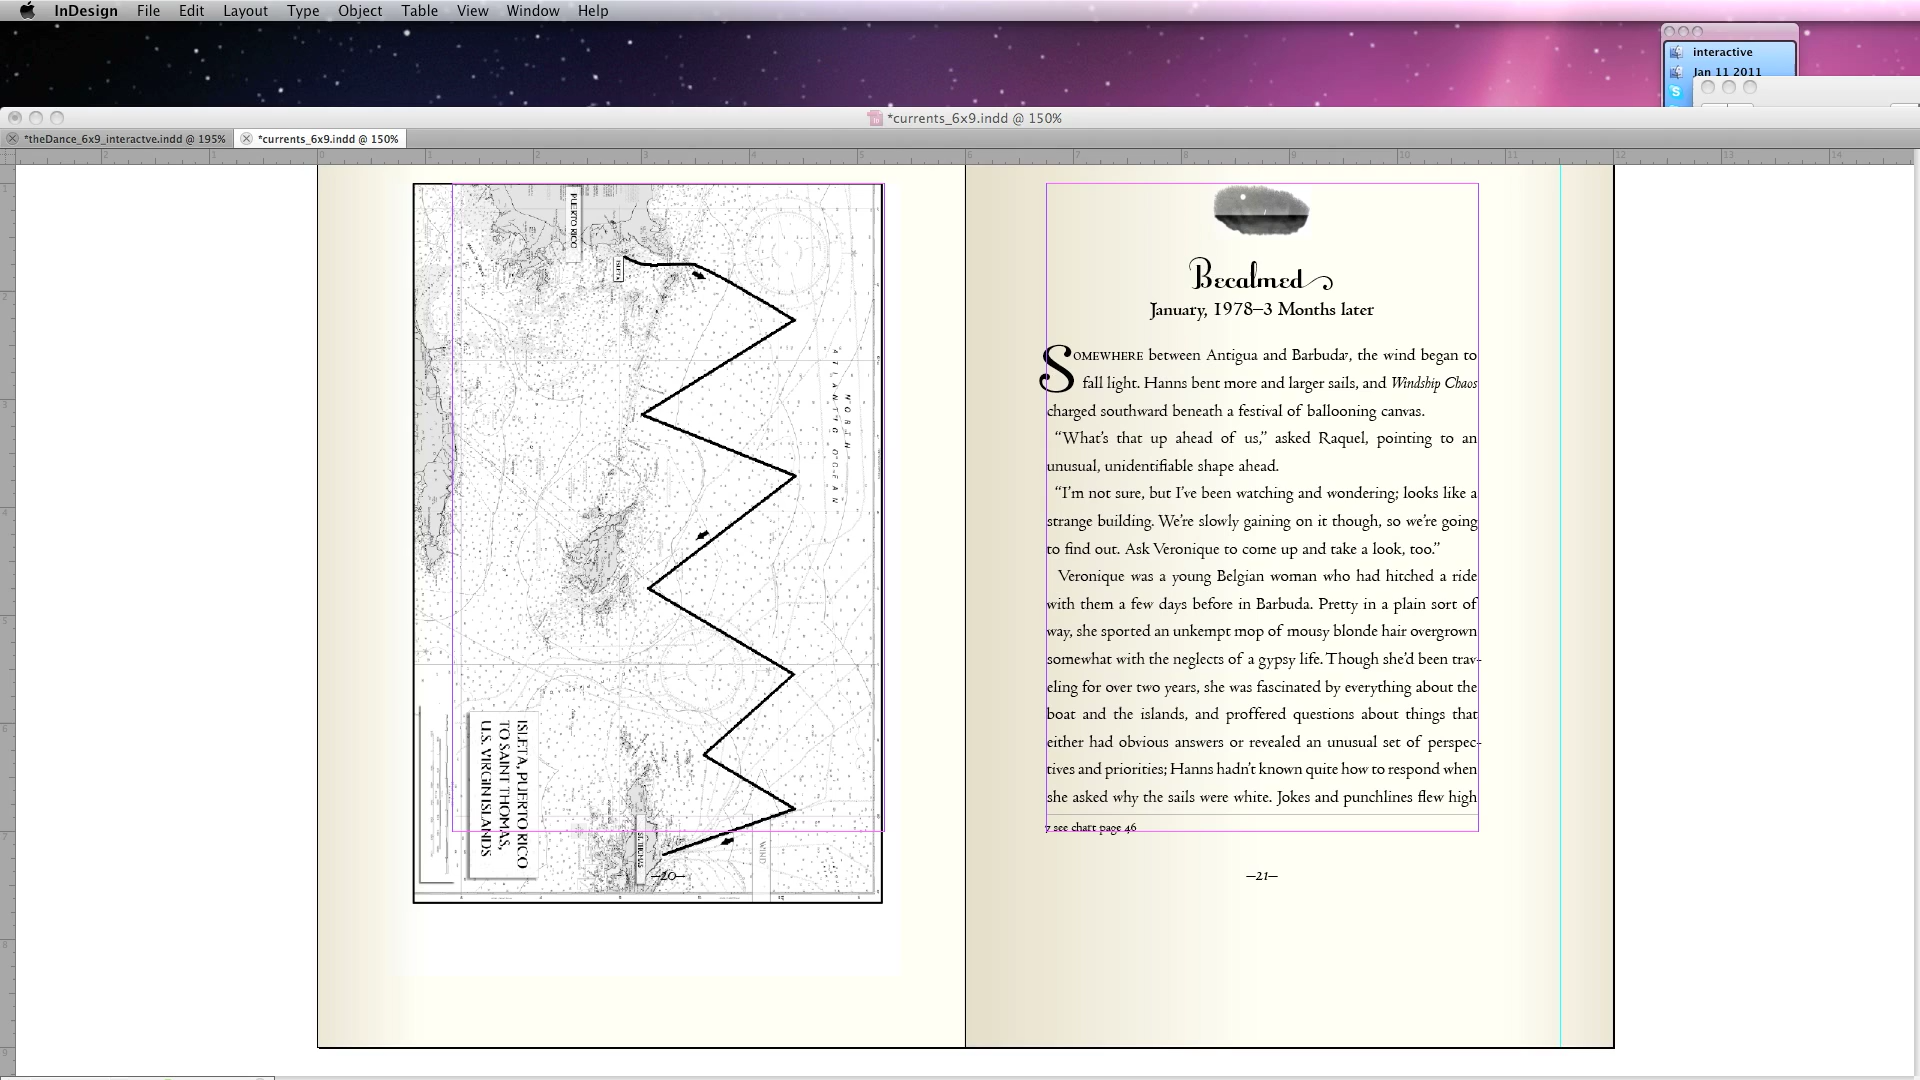 InDesign File Edit Layout Type Object Table View Window Help
interactive
Jan 11 2011
*currents_6x9.indd @ 150%
*theDance_6x9_interactve.indd @ 195%
*currents_6x9.indd @ 150%
PUERTO RICO
ISLETA
NORTH
ATLANTIC OCEAN
ISLETA, PUERTO RICO
TO SAINT THOMAS,
U.S. VIRGIN ISLANDS
ST. THOMAS
WIND
—20—
Becalmed
January, 1978–3 Months later
SOMEWHERE between Antigua and Barbuda7, the wind began to
fall light. Hanns bent more and larger sails, and Windship Chaos
charged southward beneath a festival of ballooning canvas.
“What’s that up ahead of us,” asked Raquel, pointing to an
unusual, unidentifiable shape ahead.
“I’m not sure, but I’ve been watching and wondering; looks like a
strange building. We’re slowly gaining on it though, so we’re going
to find out. Ask Veronique to come up and take a look, too.”
Veronique was a young Belgian woman who had hitched a ride
with them a few days before in Barbuda. Pretty in a plain sort of
way, she sported an unkempt mop of mousy blonde hair overgrown
somewhat with the neglects of a gypsy life. Though she’d been trav-
eling for over two years, she was fascinated by everything about the
boat and the islands, and proffered questions about things that
either had obvious answers or revealed an unusual set of perspec-
tives and priorities; Hanns hadn’t known quite how to respond when
she asked why the sails were white. Jokes and punchlines flew high
7 see chart page 46
—21—